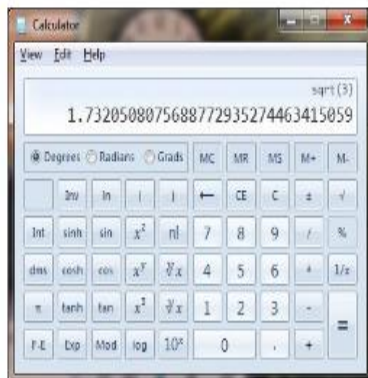 Calculator
View Edit Help
sqrt(3)
1.7320508075688772935274463415059
Degrees Radians Grads MC MR MS M+ M-
Inv ln ( ) ← CE C ± √
Int sinh sin x² n! 7 8 9 / %
dms cosh cos xʸ ʸ√x 4 5 6 * 1/x
π tanh tan x³ ³√x 1 2 3 - =
F-E Exp Mod log 10ˣ 0 . +